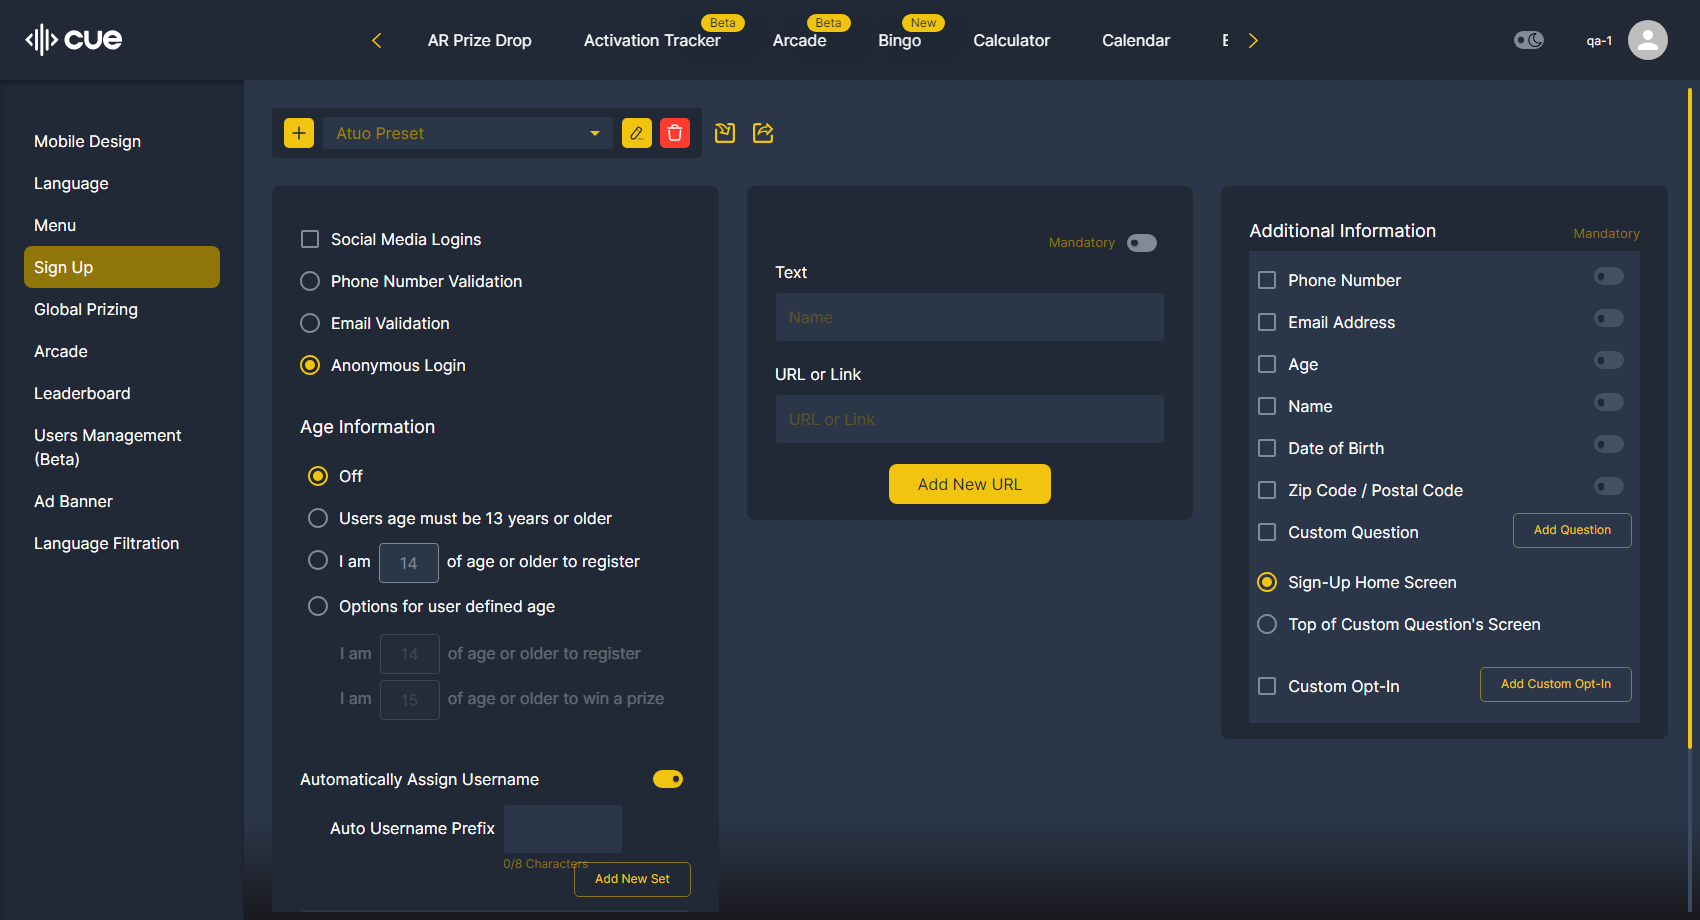 cue
AR Prize Drop
Activation Tracker
Beta
Arcade
Beta
Bingo
New
Calculator
Calendar
qa-1
Mobile Design
Language
Menu
Sign Up
Global Prizing
Arcade
Leaderboard
Users Management
(Beta)
Ad Banner
Language Filtration
Atuo Preset
Social Media Logins
Phone Number Validation
Email Validation
Anonymous Login
Age Information
Off
Users age must be 13 years or older
I am 14 of age or older to register
Options for user defined age
I am 14 of age or older to register
I am 15 of age or older to win a prize
Automatically Assign Username
Auto Username Prefix
0/8 Characters
Add New Set
Mandatory
Text
Name
URL or Link
URL or Link
Add New URL
Additional Information
Mandatory
Phone Number
Email Address
Age
Name
Date of Birth
Zip Code / Postal Code
Custom Question
Add Question
Sign-Up Home Screen
Top of Custom Question's Screen
Custom Opt-In
Add Custom Opt-In